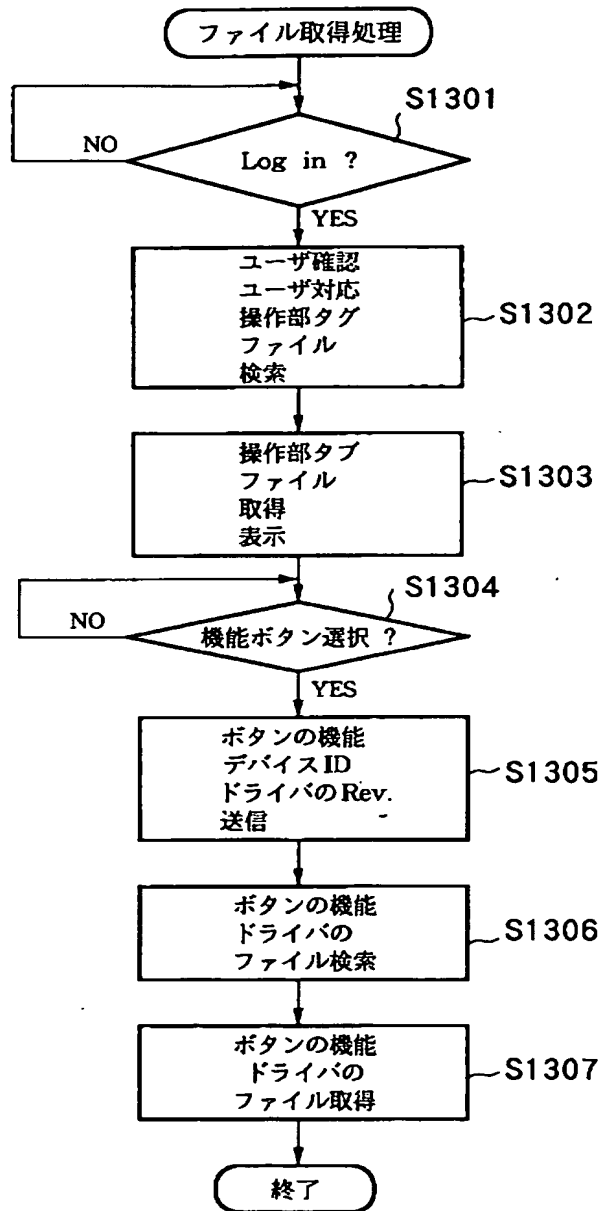 ファイル取得処理
S1301
NO
Log in ?
YES
ユーザ確認
ユーザ対応
操作部タグ
ファイル
検索
S1302
操作部タブ
ファイル
取得
表示
S1303
S1304
NO
機能ボタン選択 ?
YES
ボタンの機能
デバイスID
ドライバのRev.
送信
S1305
ボタンの機能
ドライバの
ファイル検索
S1306
ボタンの機能
ドライバの
ファイル取得
S1307
終了